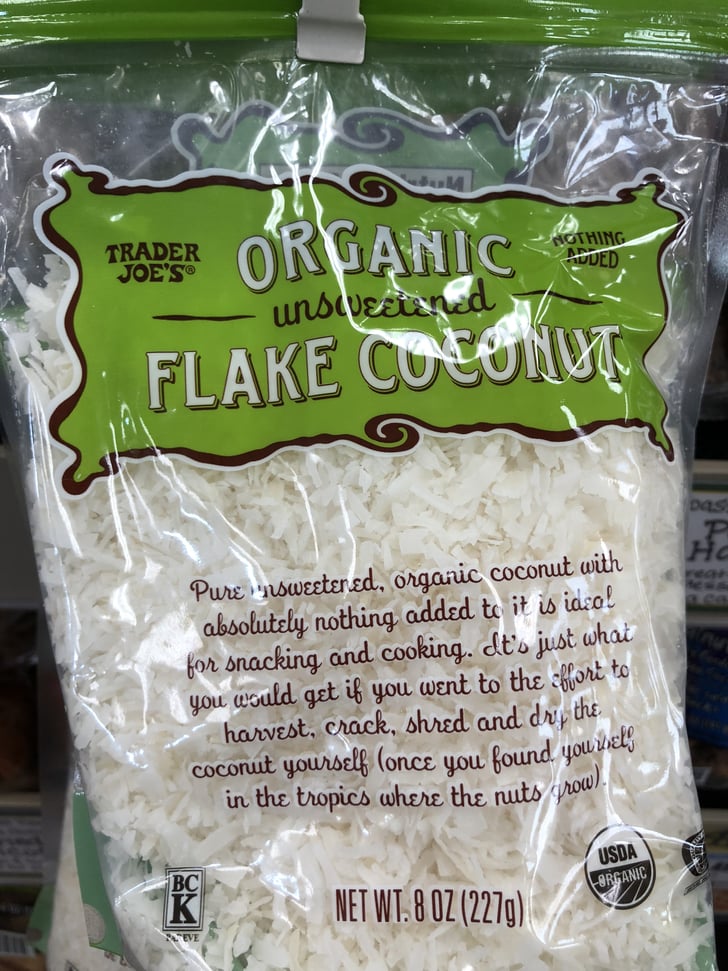 TRADER
JOE'S®
ORGANIC
NOTHING
ADDED
unsweetened
FLAKE COCONUT
Pure unsweetened, organic coconut with
absolutely nothing added to it is ideal
for snacking and cooking. It's just what
you would get if you went to the effort to
harvest, crack, shred and dry the
coconut yourself (once you found yourself
in the tropics where the nuts grow).
BC
K
PAREVE
NET WT. 8 OZ (227g)
USDA
ORGANIC